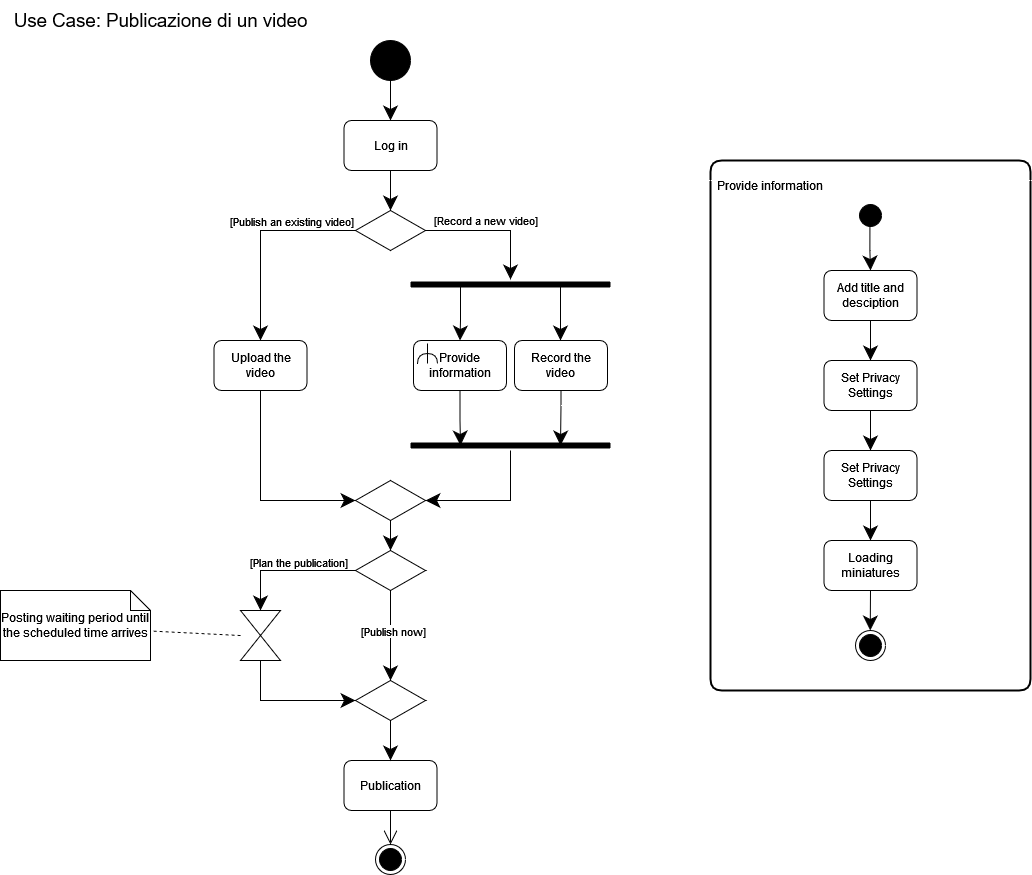 Use Case: Publicazione di un video
Log in
[Publish an existing video]
[Record a new video]
Upload the
video
Provide
information
Record the
video
[Plan the publication]
Posting waiting period until
the scheduled time arrives
[Publish now]
Publication
Provide information
Add title and
desciption
Set Privacy
Settings
Set Privacy
Settings
Loading
miniatures